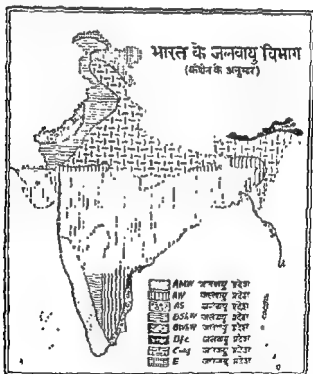 भारत के जलवायु विभाग
(कोपेन के अनुसार)
AMW जलवायु प्रदेश
AW जलवायु प्रदेश
AS जलवायु प्रदेश
BSHW जलवायु प्रदेश
BWHW जलवायु प्रदेश
Dfc जलवायु प्रदेश
Cwg जलवायु प्रदेश
E जलवायु प्रदेश